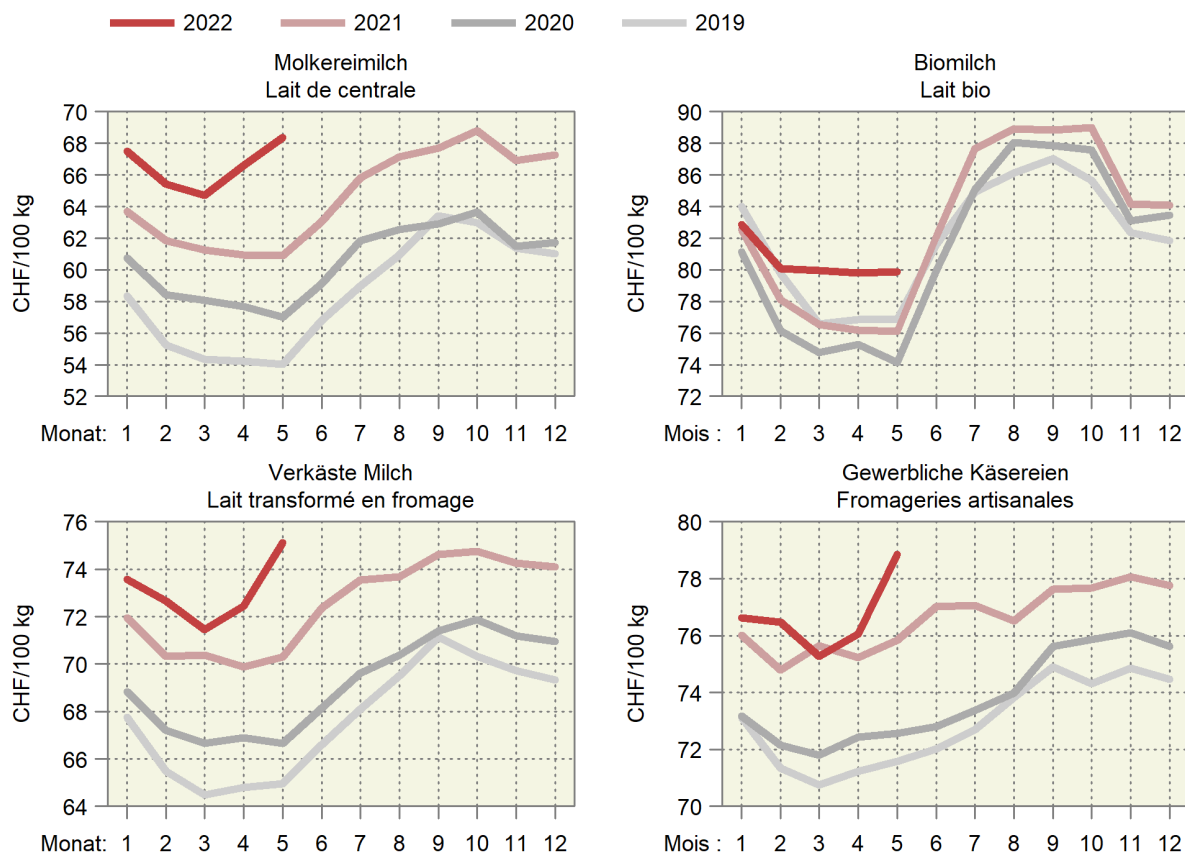 2022 2021 2020 2019
Molkereimilch
Lait de centrale
CHF/100 kg
70
68
66
64
62
60
58
56
54
52
Monat: 1 2 3 4 5 6 7 8 9 10 11 12
Biomilch
Lait bio
CHF/100 kg
90
88
86
84
82
80
78
76
74
72
Mois : 1 2 3 4 5 6 7 8 9 10 11 12
Verkäste Milch
Lait transformé en fromage
CHF/100 kg
76
74
72
70
68
66
64
Monat: 1 2 3 4 5 6 7 8 9 10 11 12
Gewerbliche Käsereien
Fromageries artisanales
CHF/100 kg
80
78
76
74
72
70
Mois : 1 2 3 4 5 6 7 8 9 10 11 12